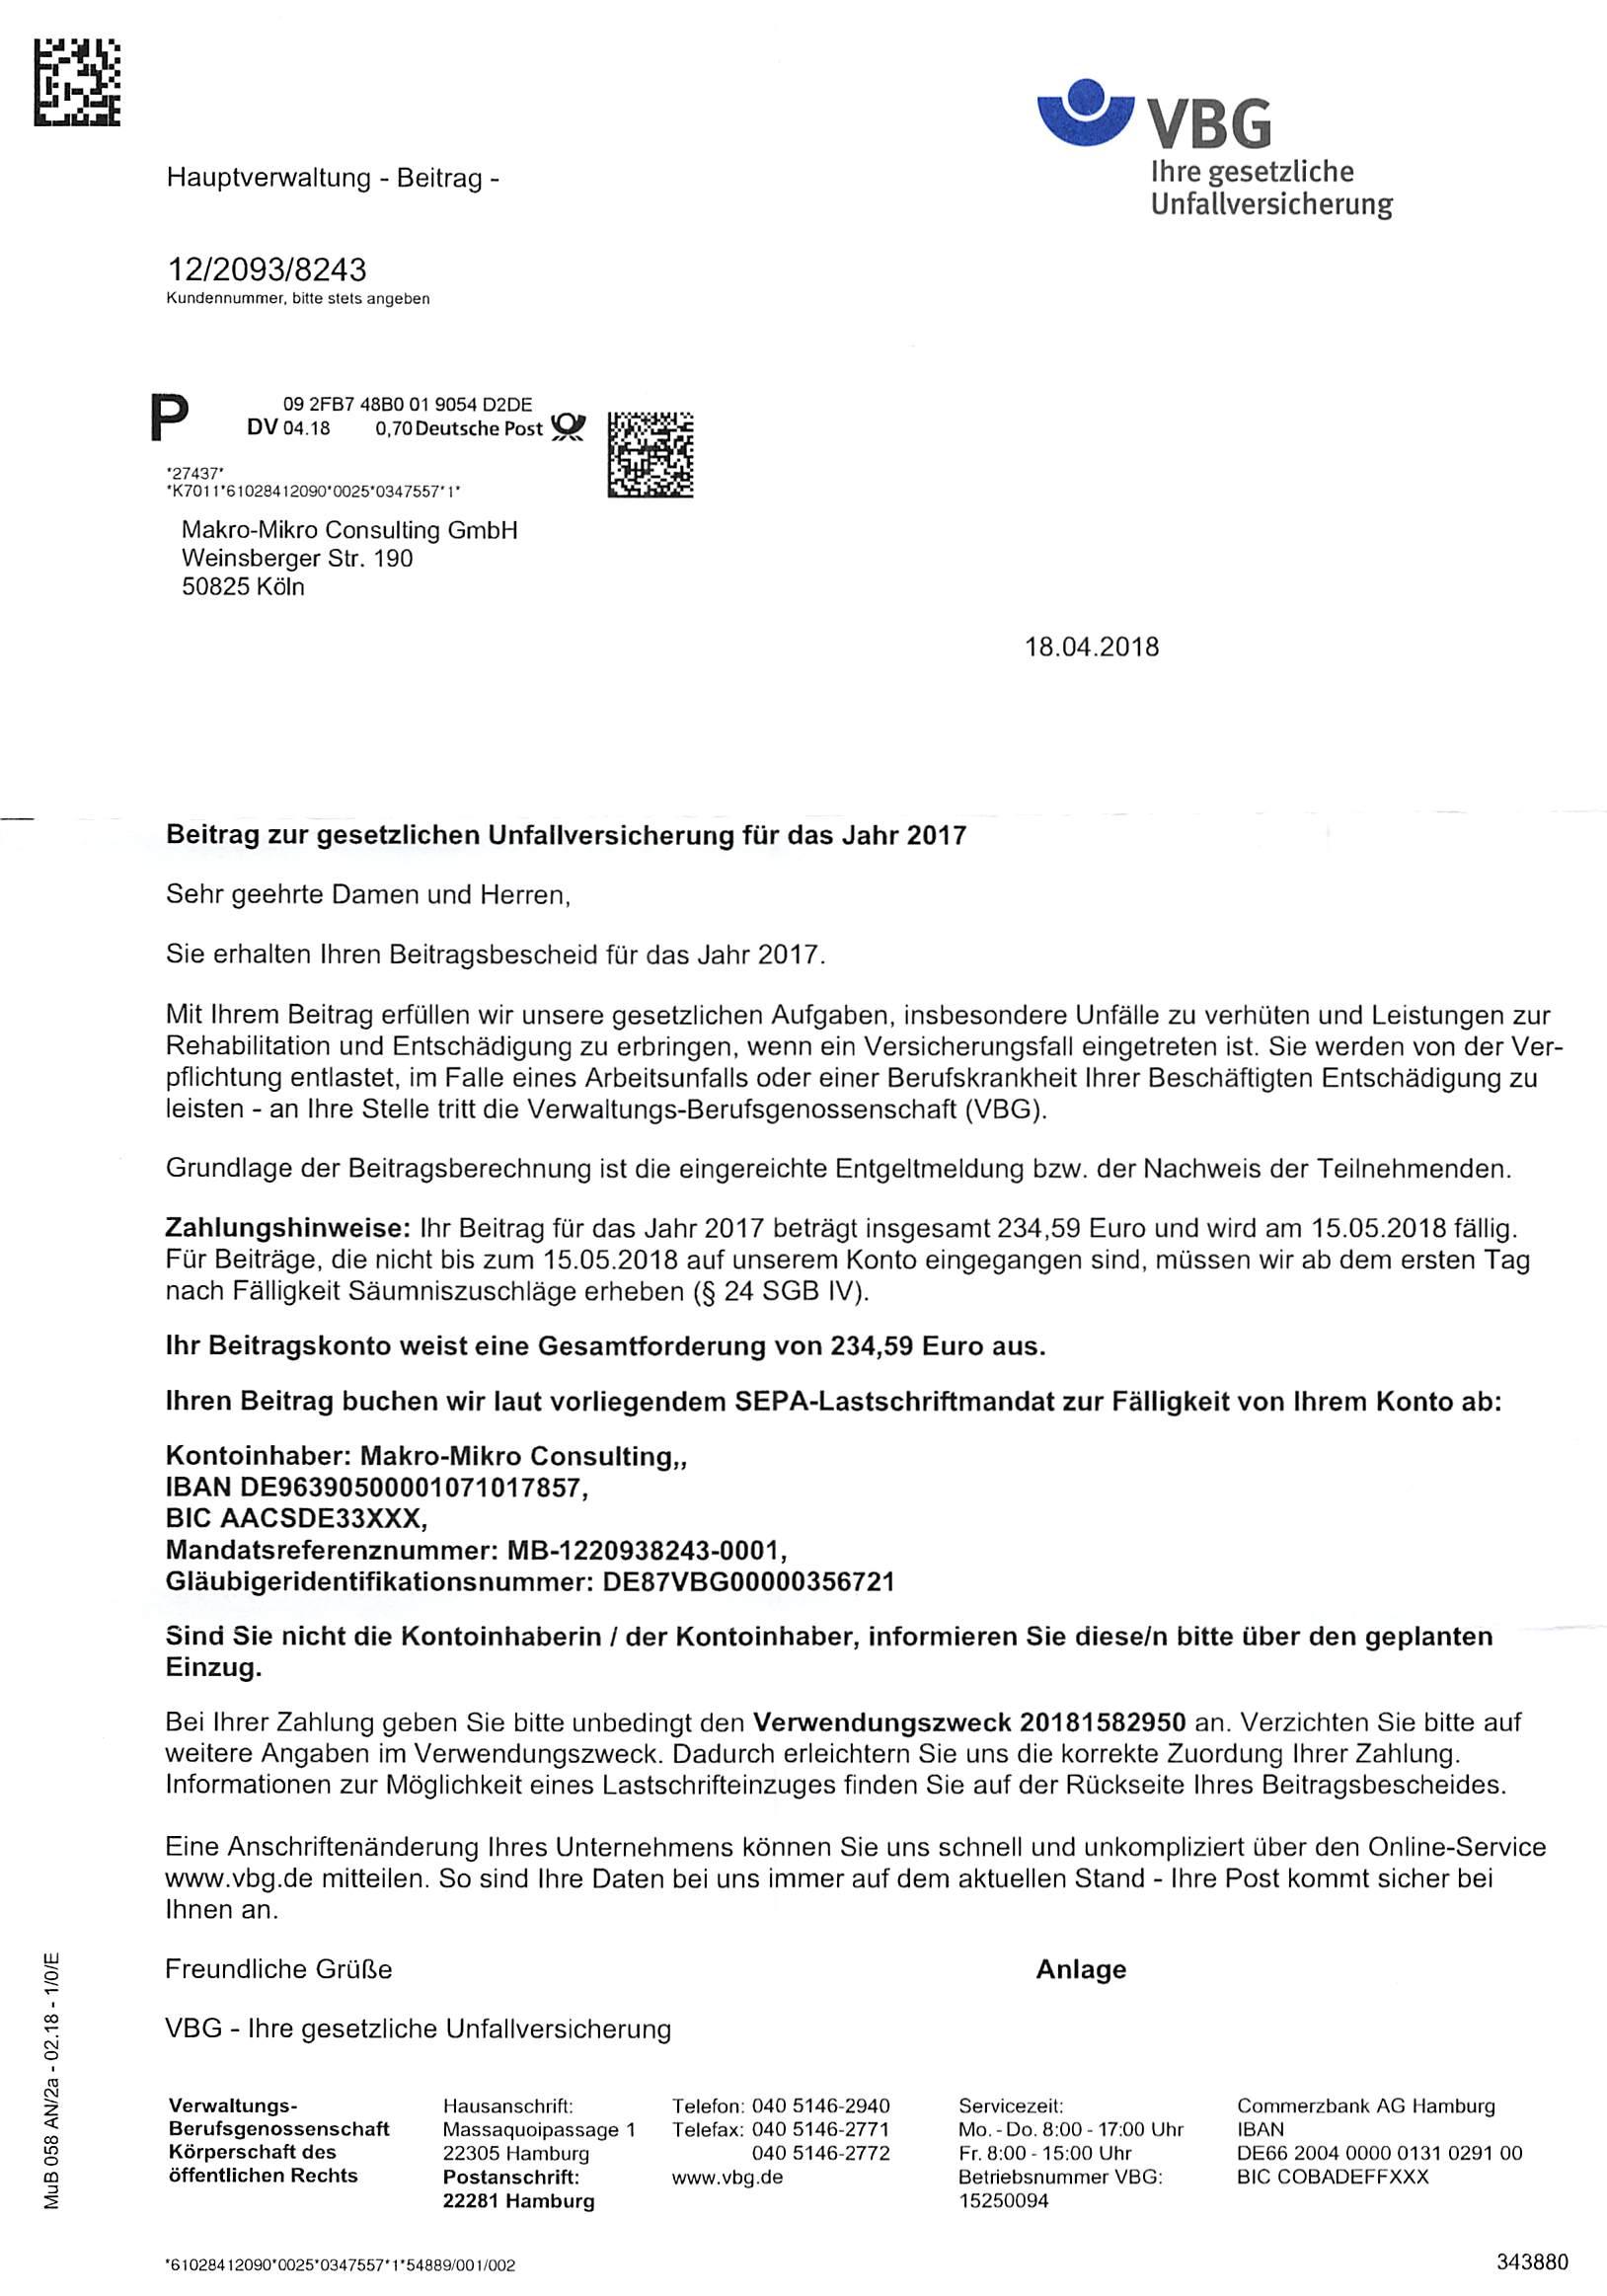 VBG
Ihre gesetzliche
Unfallversicherung
Hauptverwaltung - Beitrag -
12/2093/8243
Kundennummer, bitte stets angeben
P
09 2FB7 48B0 01 9054 D2DE
DV 04.18 0,70 Deutsche Post
*27437*
*K7011*61028412090*0025*0347557*1*
Makro-Mikro Consulting GmbH
Weinsberger Str. 190
50825 Köln
18.04.2018
Beitrag zur gesetzlichen Unfallversicherung für das Jahr 2017
Sehr geehrte Damen und Herren,
Sie erhalten Ihren Beitragsbescheid für das Jahr 2017.
Mit Ihrem Beitrag erfüllen wir unsere gesetzlichen Aufgaben, insbesondere Unfälle zu verhüten und Leistungen zur
Rehabilitation und Entschädigung zu erbringen, wenn ein Versicherungsfall eingetreten ist. Sie werden von der Ver-
pflichtung entlastet, im Falle eines Arbeitsunfalls oder einer Berufskrankheit Ihrer Beschäftigten Entschädigung zu
leisten - an Ihre Stelle tritt die Verwaltungs-Berufsgenossenschaft (VBG).
Grundlage der Beitragsberechnung ist die eingereichte Entgeltmeldung bzw. der Nachweis der Teilnehmenden.
Zahlungshinweise: Ihr Beitrag für das Jahr 2017 beträgt insgesamt 234,59 Euro und wird am 15.05.2018 fällig.
Für Beiträge, die nicht bis zum 15.05.2018 auf unserem Konto eingegangen sind, müssen wir ab dem ersten Tag
nach Fälligkeit Säumniszuschläge erheben (§ 24 SGB IV).
Ihr Beitragskonto weist eine Gesamtforderung von 234,59 Euro aus.
Ihren Beitrag buchen wir laut vorliegendem SEPA-Lastschriftmandat zur Fälligkeit von Ihrem Konto ab:
Kontoinhaber: Makro-Mikro Consulting,,
IBAN DE96390500001071017857,
BIC AACSDE33XXX,
Mandatsreferenznummer: MB-1220938243-0001,
Gläubigeridentifikationsnummer: DE87VBG00000356721
Sind Sie nicht die Kontoinhaberin / der Kontoinhaber, informieren Sie diese/n bitte über den geplanten
Einzug.
Bei Ihrer Zahlung geben Sie bitte unbedingt den Verwendungszweck 20181582950 an. Verzichten Sie bitte auf
weitere Angaben im Verwendungszweck. Dadurch erleichtern Sie uns die korrekte Zuordung Ihrer Zahlung.
Informationen zur Möglichkeit eines Lastschrifteinzuges finden Sie auf der Rückseite Ihres Beitragsbescheides.
Eine Anschriftenänderung Ihres Unternehmens können Sie uns schnell und unkompliziert über den Online-Service
www.vbg.de mitteilen. So sind Ihre Daten bei uns immer auf dem aktuellen Stand - Ihre Post kommt sicher bei
Ihnen an.
Freundliche Grüße
Anlage
VBG - Ihre gesetzliche Unfallversicherung
MuB 058 AN/2a - 02.18 - 1/0/E
Verwaltungs-
Berufsgenossenschaft
Körperschaft des
öffentlichen Rechts
Hausanschrift:
Massaquoipassage 1
22305 Hamburg
Postanschrift:
22281 Hamburg
Telefon: 040 5146-2940
Telefax: 040 5146-2771
040 5146-2772
www.vbg.de
Servicezeit:
Mo. - Do. 8:00 - 17:00 Uhr
Fr. 8:00 - 15:00 Uhr
Betriebsnummer VBG:
15250094
Commerzbank AG Hamburg
IBAN
DE66 2004 0000 0131 0291 00
BIC COBADEFFXXX
*61028412090*0025*0347557*1*54889/001/002
343880